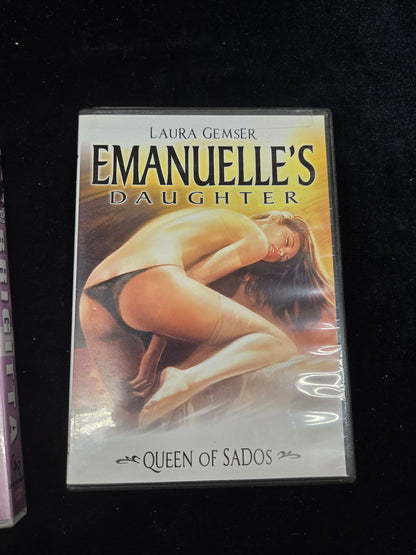 LAURA GEMSER
EMANUELLE'S
DAUGHTER
QUEEN OF SADOS